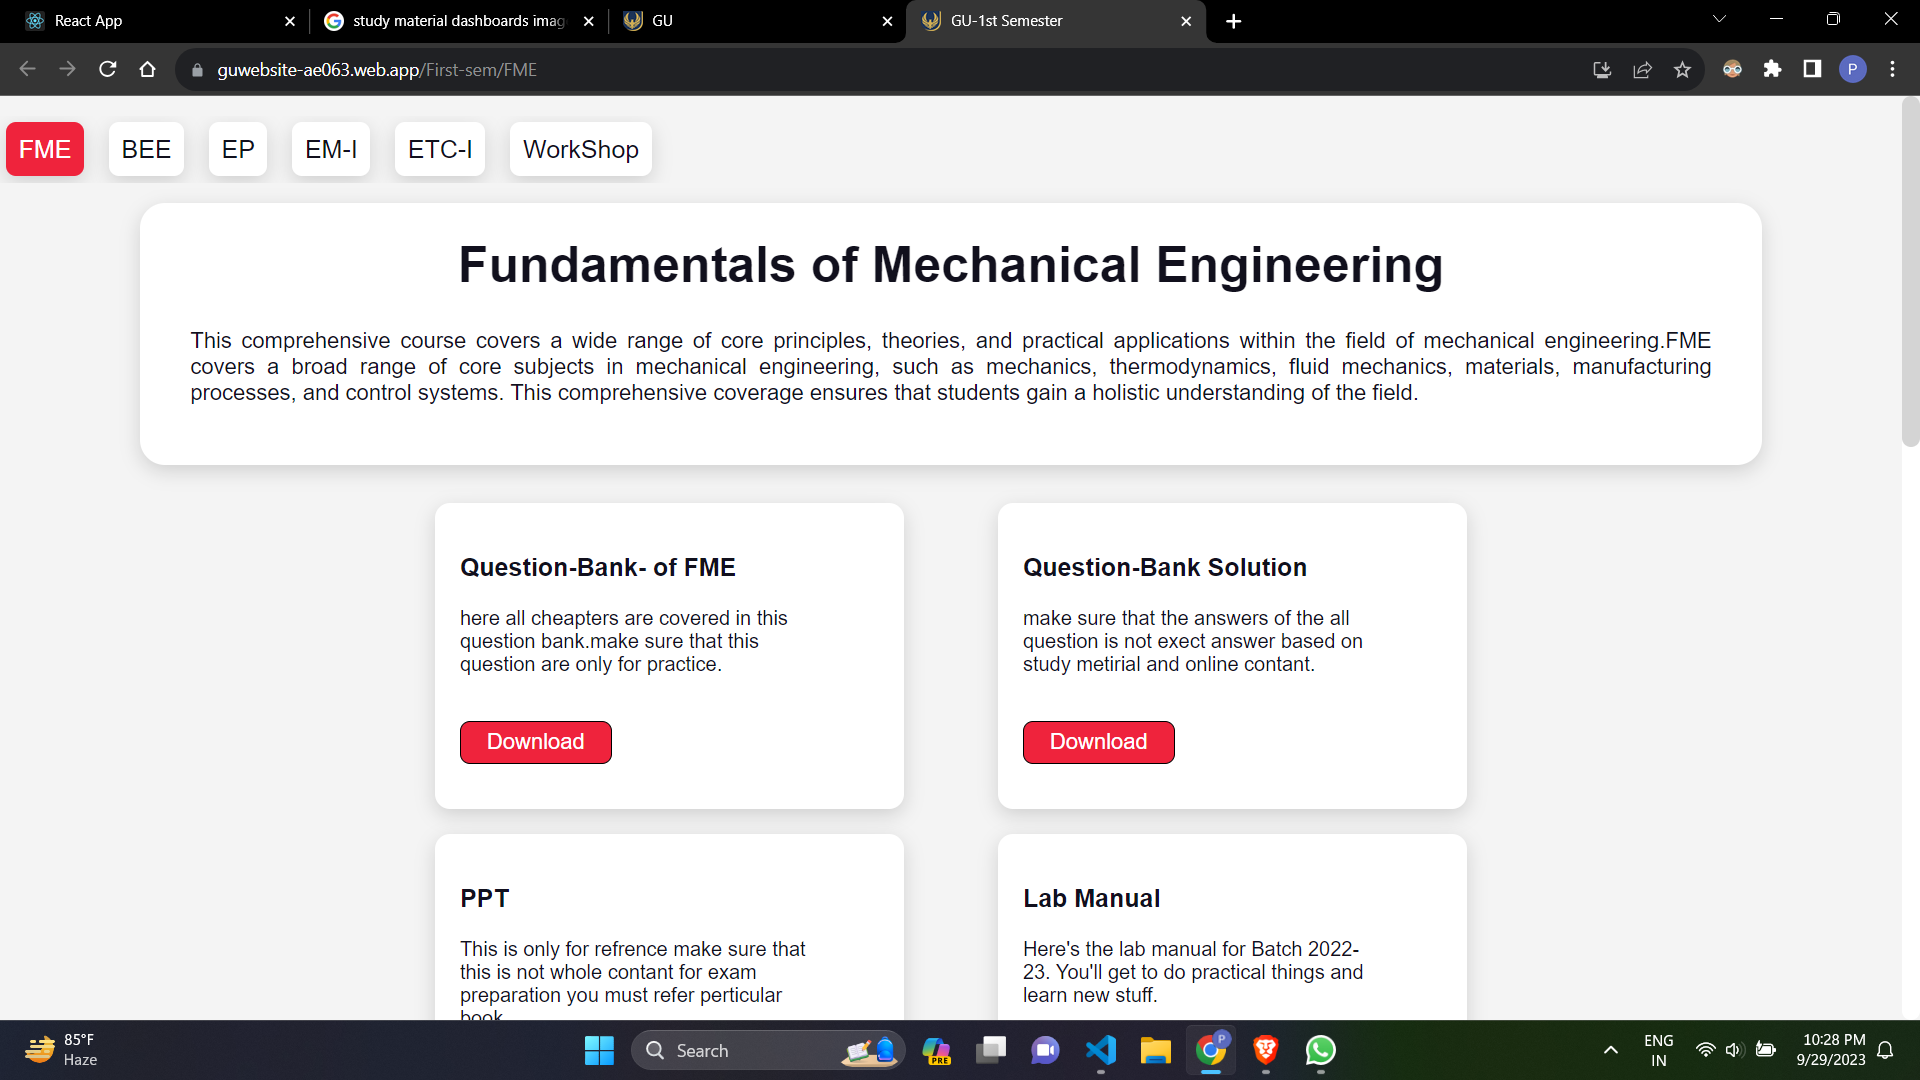 React App
study material dashboards imag
GU
GU-1st Semester
guwebsite-ae063.web.app/First-sem/FME
P
FME
BEE
EP
EM-I
ETC-I
WorkShop
Fundamentals of Mechanical Engineering
This comprehensive course covers a wide range of core principles, theories, and practical applications within the field of mechanical engineering.FME
covers a broad range of core subjects in mechanical engineering, such as mechanics, thermodynamics, fluid mechanics, materials, manufacturing
processes, and control systems. This comprehensive coverage ensures that students gain a holistic understanding of the field.
Question-Bank- of FME
here all cheapters are covered in this
question bank.make sure that this
question are only for practice.
Download
Question-Bank Solution
make sure that the answers of the all
question is not exect answer based on
study metirial and online contant.
Download
PPT
This is only for refrence make sure that
this is not whole contant for exam
preparation you must refer perticular
book
Lab Manual
Here's the lab manual for Batch 2022-
23. You'll get to do practical things and
learn new stuff.
85°F
Haze
Search
PRE
P
ENG
IN
10:28 PM
9/29/2023